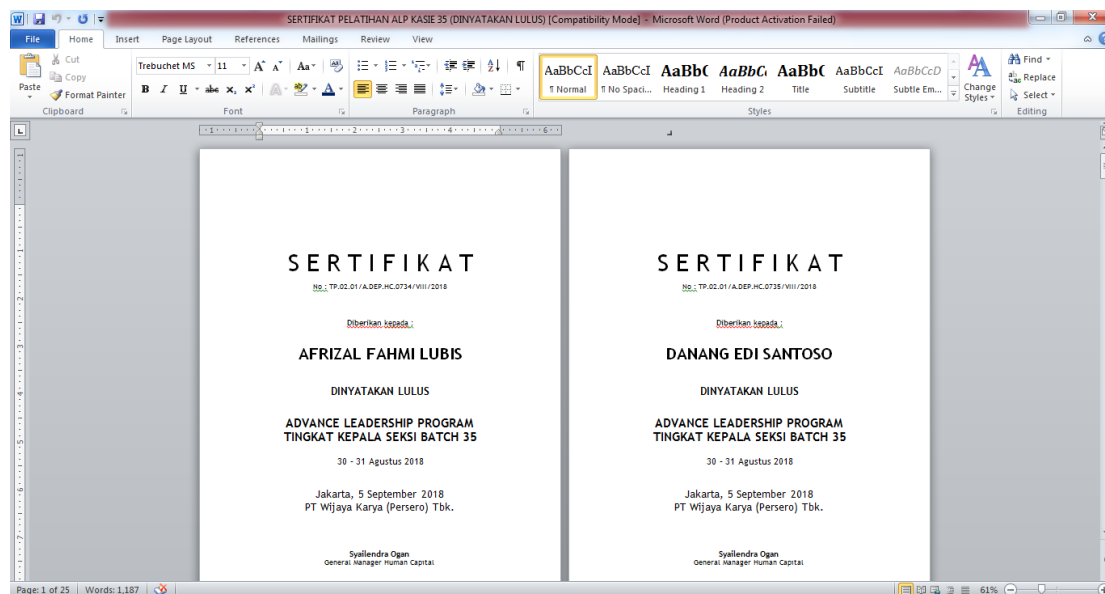 SERTIFIKAT PELATIHAN ALP KASIE 35 (DINYATAKAN LULUS) [Compatibility Mode] - Microsoft Word (Product Activation Failed)
File Home Insert Page Layout References Mailings Review View
Cut
Copy
Format Painter
Paste
Clipboard
Trebuchet MS 11
Font
Paragraph
AaBbCcI AaBbCcI AaBb( AaBbCc AaBb( AaBbCcI AaBbCcD
¶ Normal ¶ No Spaci... Heading 1 Heading 2 Title Subtitle Subtle Em...
Change Styles
Styles
Find
Replace
Select
Editing
S E R T I F I K A T
No : TP.02.01/A.DEP.HC.0734/VIII/2018
Diberikan kepada :
AFRIZAL FAHMI LUBIS
DINYATAKAN LULUS
ADVANCE LEADERSHIP PROGRAM
TINGKAT KEPALA SEKSI BATCH 35
30 - 31 Agustus 2018
Jakarta, 5 September 2018
PT Wijaya Karya (Persero) Tbk.
Syailendra Ogan
General Manager Human Capital
S E R T I F I K A T
No : TP.02.01/A.DEP.HC.0735/VIII/2018
Diberikan kepada :
DANANG EDI SANTOSO
DINYATAKAN LULUS
ADVANCE LEADERSHIP PROGRAM
TINGKAT KEPALA SEKSI BATCH 35
30 - 31 Agustus 2018
Jakarta, 5 September 2018
PT Wijaya Karya (Persero) Tbk.
Syailendra Ogan
General Manager Human Capital
Page: 1 of 25 Words: 1,187 61%